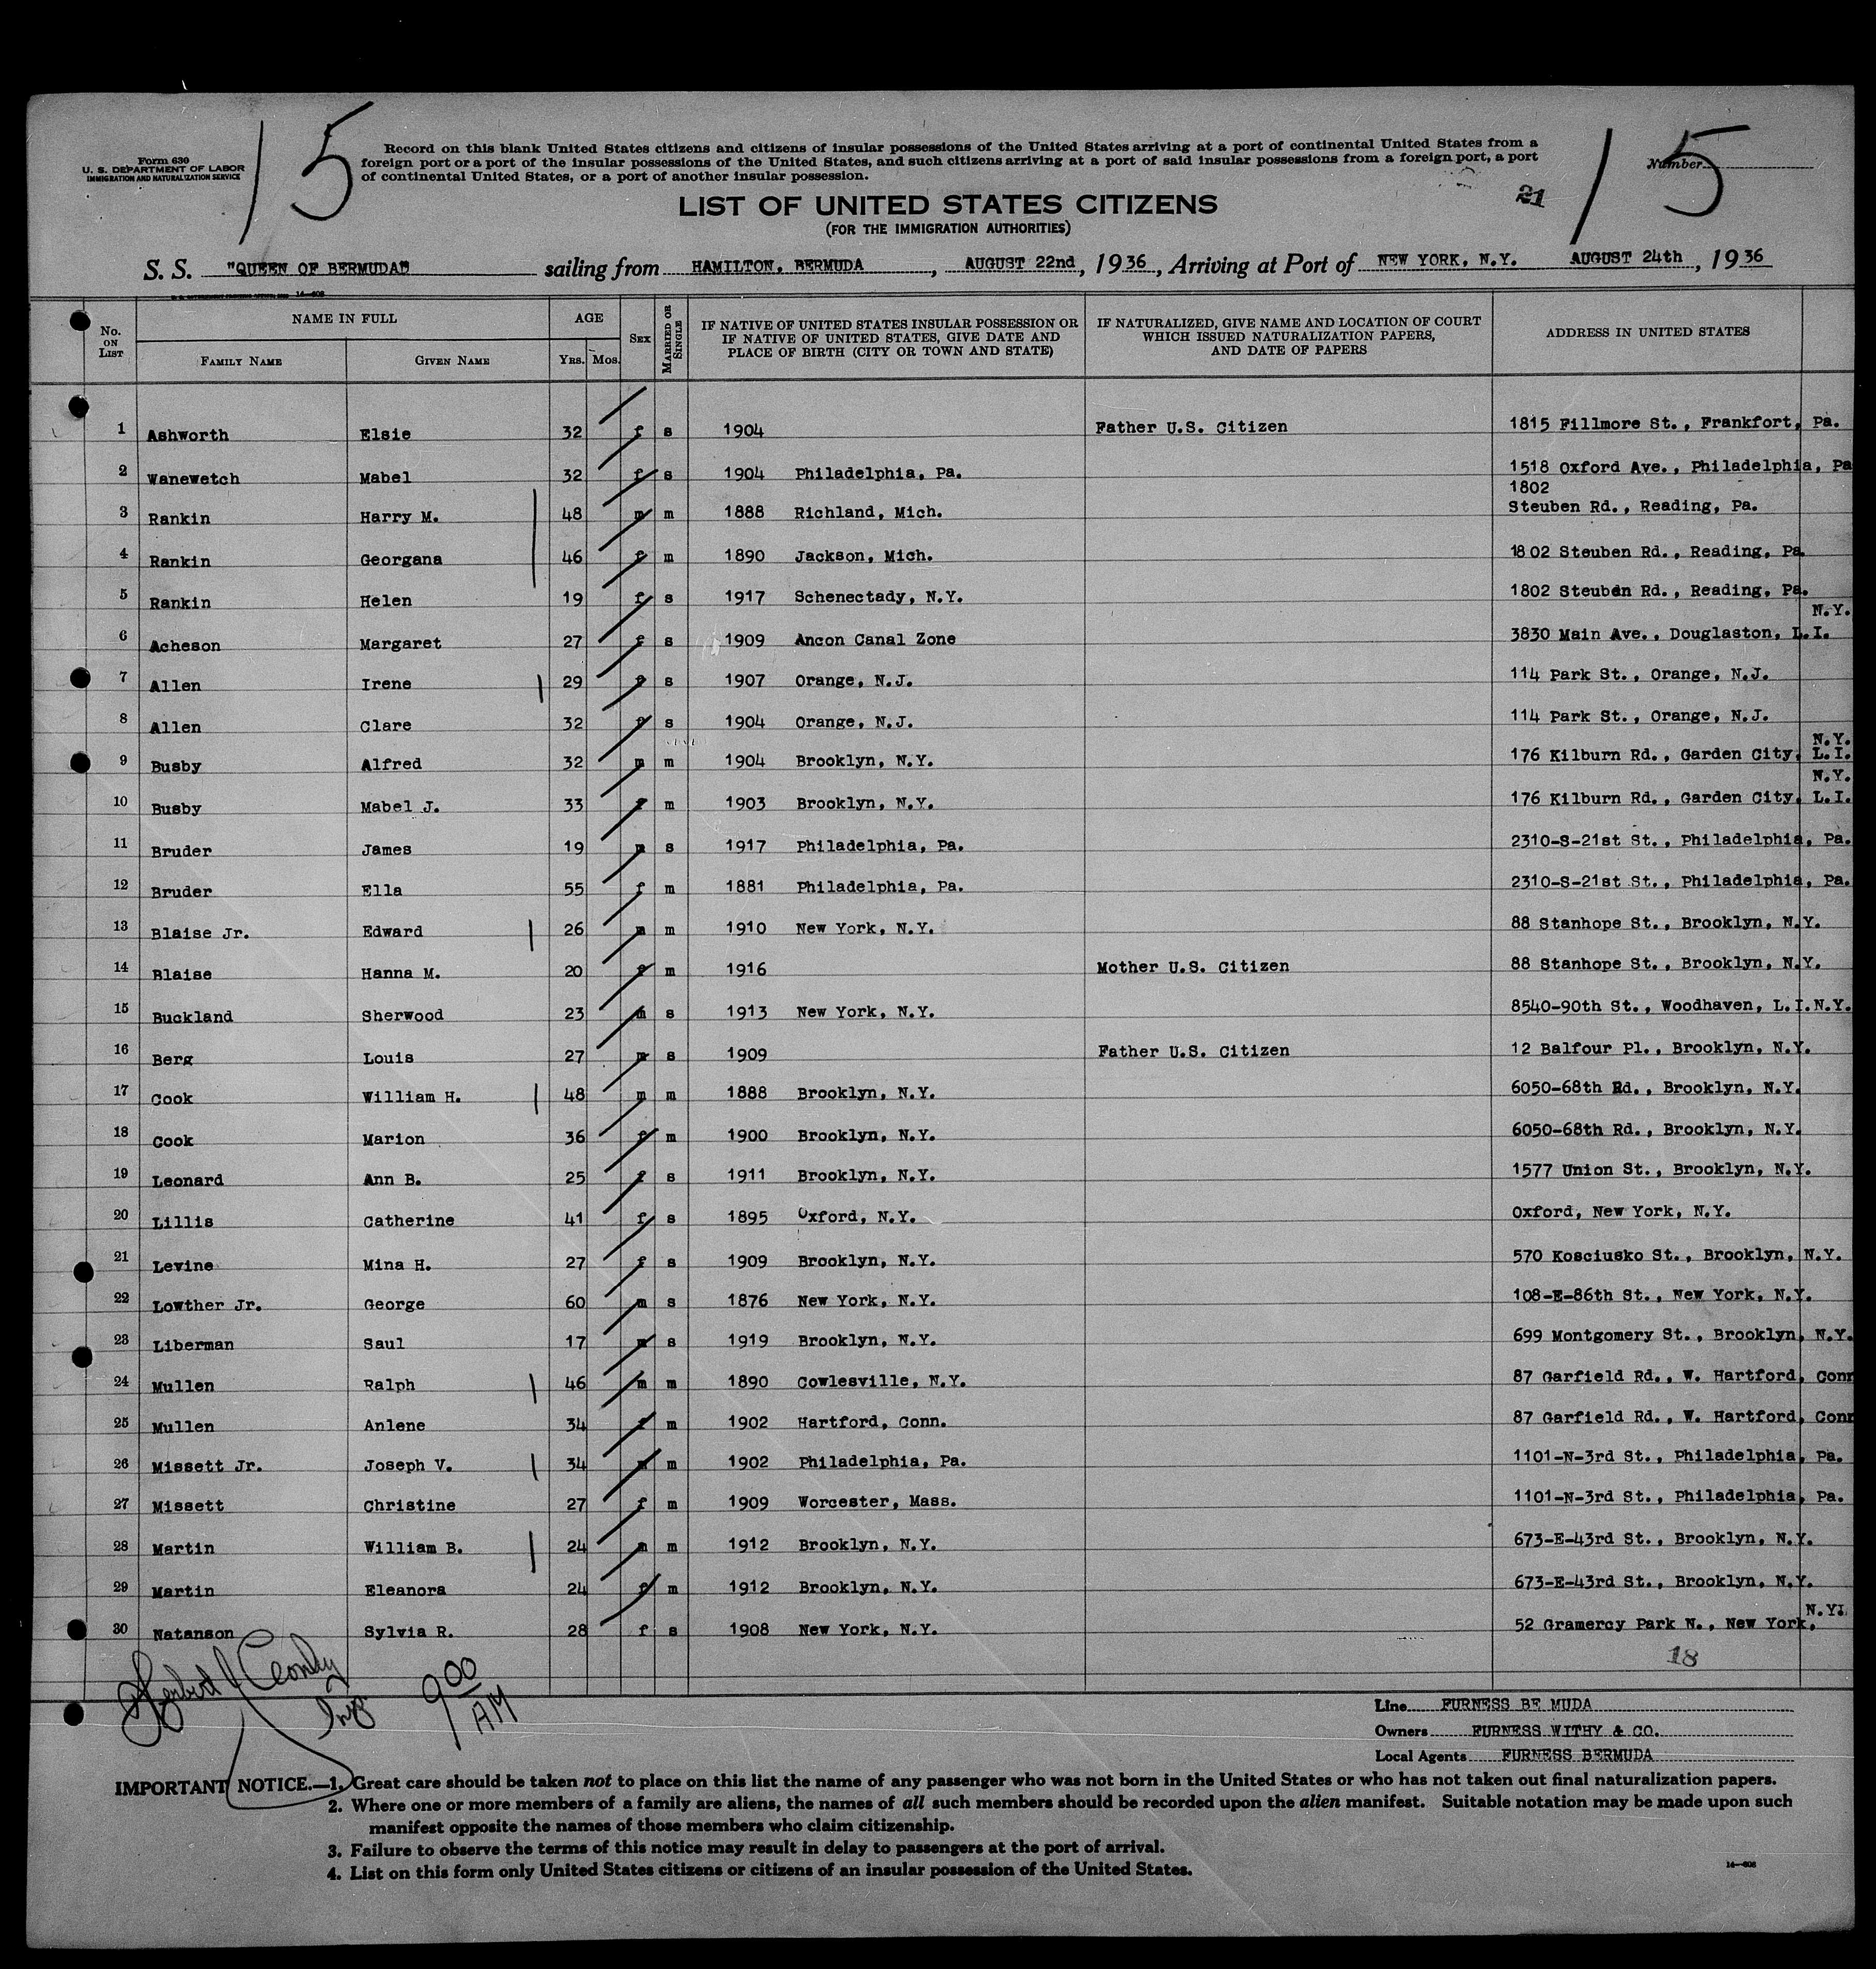 15
Form 630
U. S. DEPARTMENT OF LABOR
IMMIGRATION AND NATURALIZATION SERVICE
Record on this blank United States citizens and citizens of insular possessions of the United States arriving at a port of continental United States from a
foreign port or a port of the insular possessions of the United States, and such citizens arriving at a port of said insular possessions from a foreign port, a port
of continental United States, or a port of another insular possession.
Number
15
21
LIST OF UNITED STATES CITIZENS
(FOR THE IMMIGRATION AUTHORITIES)
S. S. "QUEEN OF BERMUDA" sailing from HAMILTON, BERMUDA, AUGUST 22nd, 1936, Arriving at Port of NEW YORK, N.Y. AUGUST 24th, 1936
No. ON LIST
NAME IN FULL
FAMILY NAME GIVEN NAME
AGE
YRS. MOS.
SEX
MARRIED OR SINGLE
IF NATIVE OF UNITED STATES INSULAR POSSESSION OR
IF NATIVE OF UNITED STATES, GIVE DATE AND
PLACE OF BIRTH (CITY OR TOWN AND STATE)
IF NATURALIZED, GIVE NAME AND LOCATION OF COURT
WHICH ISSUED NATURALIZATION PAPERS,
AND DATE OF PAPERS
ADDRESS IN UNITED STATES
1 Ashworth Elsie 32 f s 1904 Father U.S. Citizen 1815 Fillmore St., Frankfort, Pa.
2 Wanewetch Mabel 32 f s 1904 Philadelphia, Pa. 1518 Oxford Ave., Philadelphia, Pa
1802
3 Rankin Harry M. 48 m m 1888 Richland, Mich. Steuben Rd., Reading, Pa.
4 Rankin Georgana 46 f m 1890 Jackson, Mich. 1802 Steuben Rd., Reading, Pa.
5 Rankin Helen 19 f s 1917 Schenectady, N.Y. 1802 Steuben Rd., Reading, Pa.
N.Y.
6 Acheson Margaret 27 f s 1909 Ancon Canal Zone 3830 Main Ave., Douglaston, L.I.
7 Allen Irene 29 f s 1907 Orange, N.J. 114 Park St., Orange, N.J.
8 Allen Clare 32 f s 1904 Orange, N.J. 114 Park St., Orange, N.J.
N.Y.
9 Busby Alfred 32 m m 1904 Brooklyn, N.Y. 176 Kilburn Rd., Garden City, L.I.
N.Y.
10 Busby Mabel J. 33 f m 1903 Brooklyn, N.Y. 176 Kilburn Rd., Garden City, L.I.
11 Bruder James 19 m s 1917 Philadelphia, Pa. 2310-S-21st St., Philadelphia, Pa.
12 Bruder Ella 55 f m 1881 Philadelphia, Pa. 2310-S-21st St., Philadelphia, Pa.
13 Blaise Jr. Edward 26 m m 1910 New York, N.Y. 88 Stanhope St., Brooklyn, N.Y.
14 Blaise Hanna M. 20 f m 1916 Mother U.S. Citizen 88 Stanhope St., Brooklyn, N.Y.
15 Buckland Sherwood 23 m s 1913 New York, N.Y. 8540-90th St., Woodhaven, L.I.N.Y.
16 Berg Louis 27 m s 1909 Father U.S. Citizen 12 Balfour Pl., Brooklyn, N.Y.
17 Cook William H. 48 m m 1888 Brooklyn, N.Y. 6050-68th Rd., Brooklyn, N.Y.
18 Cook Marion 36 f m 1900 Brooklyn, N.Y. 6050-68th Rd., Brooklyn, N.Y.
19 Leonard Ann B. 25 f s 1911 Brooklyn, N.Y. 1577 Union St., Brooklyn, N.Y.
20 Lillis Catherine 41 f s 1895 Oxford, N.Y. Oxford, New York, N.Y.
21 Levine Mina H. 27 f s 1909 Brooklyn, N.Y. 570 Kosciusko St., Brooklyn, N.Y.
22 Lowther Jr. George 60 m s 1876 New York, N.Y. 108-E-86th St., New York, N.Y.
23 Liberman Saul 17 m s 1919 Brooklyn, N.Y. 699 Montgomery St., Brooklyn, N.Y.
24 Mullen Ralph 46 m m 1890 Cowlesville, N.Y. 87 Garfield Rd., W. Hartford, Conn
25 Mullen Anlene 34 f m 1902 Hartford, Conn. 87 Garfield Rd., W. Hartford, Conn
26 Missett Jr. Joseph V. 34 m m 1902 Philadelphia, Pa. 1101-N-3rd St., Philadelphia, Pa.
27 Missett Christine 27 f m 1909 Worcester, Mass. 1101-N-3rd St., Philadelphia, Pa.
28 Martin William B. 24 m m 1912 Brooklyn, N.Y. 673-E-43rd St., Brooklyn, N.Y.
29 Martin Eleanora 24 f m 1912 Brooklyn, N.Y. 673-E-43rd St., Brooklyn, N.Y.
N.Y.
30 Natanson Sylvia R. 28 f s 1908 New York, N.Y. 52 Gramercy Park N., New York,
18
Herbert J
Insp
9 00 AM
Line FURNESS BE MUDA
Owners FURNESS WITHY & CO.
Local Agents FURNESS BERMUDA
IMPORTANT NOTICE.—1. Great care should be taken not to place on this list the name of any passenger who was not born in the United States or who has not taken out final naturalization papers.
2. Where one or more members of a family are aliens, the names of all such members should be recorded upon the alien manifest. Suitable notation may be made upon such
manifest opposite the names of those members who claim citizenship.
3. Failure to observe the terms of this notice may result in delay to passengers at the port of arrival.
4. List on this form only United States citizens or citizens of an insular possession of the United States.
14—608